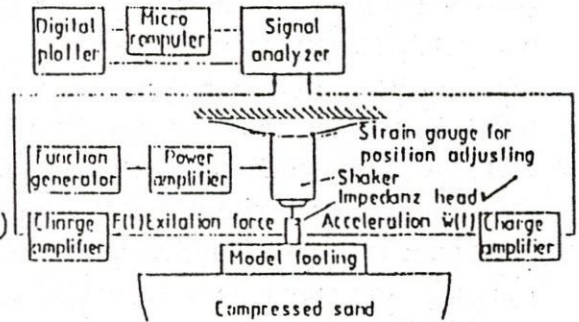 Digital
plotter
Micro
computer
Signal
analyzer
Strain gauge for
position adjusting
Function
generator
Power
amplifier
Shaker
Impedanz head
Charge
amplifier
F(t) Exilation force
Acceleration ẅ(t)
Charge
amplifier
Model footing
Compressed sand